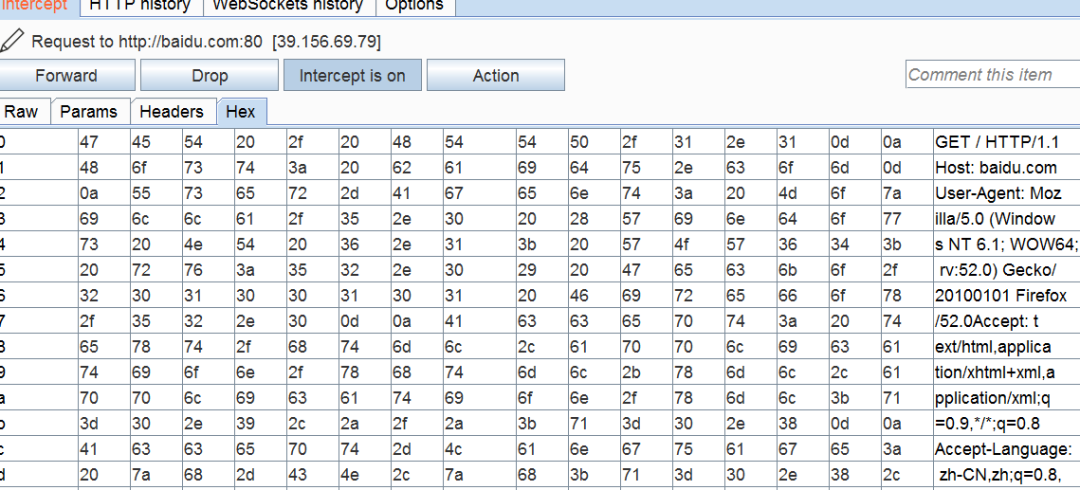 Intercept HTTP history WebSockets history Options
Request to http://baidu.com:80 [39.156.69.79]
Forward Drop Intercept is on Action Comment this item
Raw Params Headers Hex
0 47 45 54 20 2f 20 48 54 54 50 2f 31 2e 31 0d 0a GET / HTTP/1.1
1 48 6f 73 74 3a 20 62 61 69 64 75 2e 63 6f 6d 0d Host: baidu.com
2 0a 55 73 65 72 2d 41 67 65 6e 74 3a 20 4d 6f 7a User-Agent: Moz
3 69 6c 6c 61 2f 35 2e 30 20 28 57 69 6e 64 6f 77 illa/5.0 (Window
4 73 20 4e 54 20 36 2e 31 3b 20 57 4f 57 36 34 3b s NT 6.1; WOW64;
5 20 72 76 3a 35 32 2e 30 29 20 47 65 63 6b 6f 2f rv:52.0) Gecko/
6 32 30 31 30 30 31 30 31 20 46 69 72 65 66 6f 78 20100101 Firefox
7 2f 35 32 2e 30 0d 0a 41 63 63 65 70 74 3a 20 74 /52.0Accept: t
8 65 78 74 2f 68 74 6d 6c 2c 61 70 70 6c 69 63 61 ext/html,applica
9 74 69 6f 6e 2f 78 68 74 6d 6c 2b 78 6d 6c 2c 61 tion/xhtml+xml,a
a 70 70 6c 69 63 61 74 69 6f 6e 2f 78 6d 6c 3b 71 pplication/xml;q
b 3d 30 2e 39 2c 2a 2f 2a 3b 71 3d 30 2e 38 0d 0a =0.9,*/*;q=0.8
c 41 63 63 65 70 74 2d 4c 61 6e 67 75 61 67 65 3a Accept-Language:
d 20 7a 68 2d 43 4e 2c 7a 68 3b 71 3d 30 2e 38 2c zh-CN,zh;q=0.8,